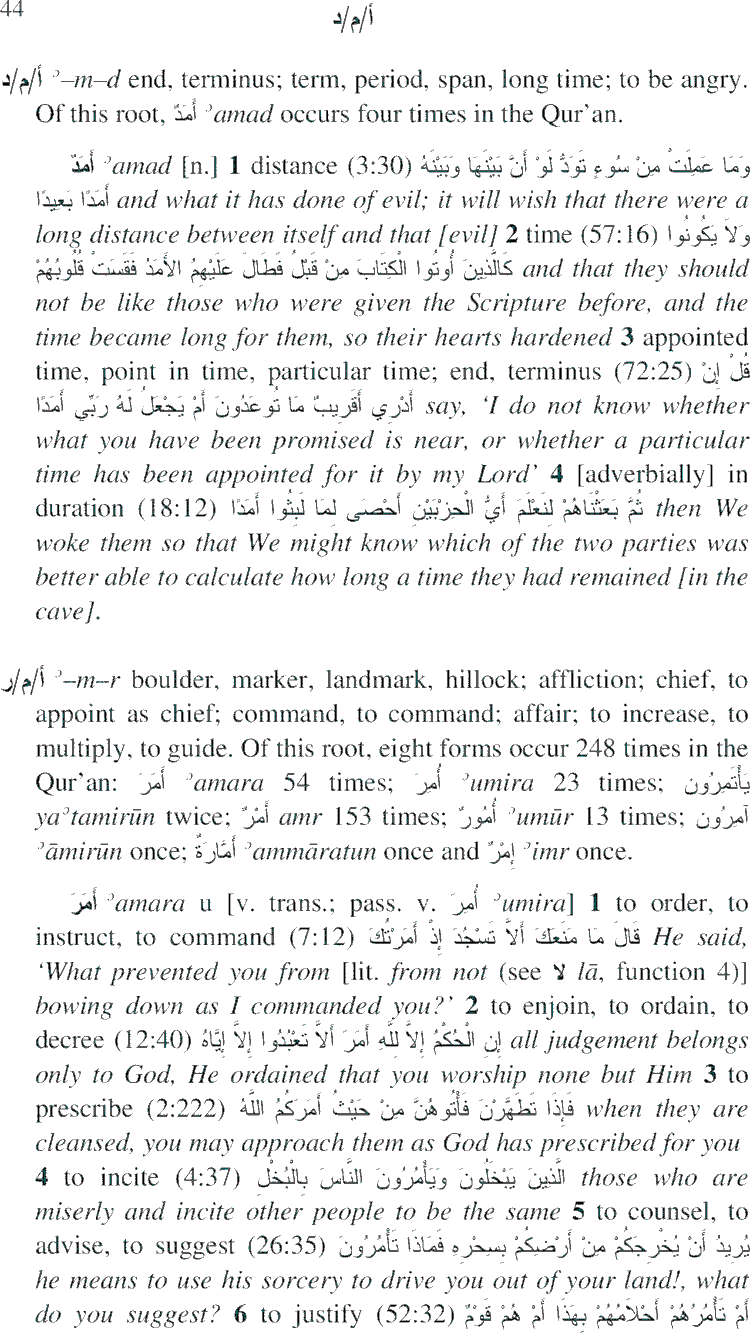 44
أ/م/د
أ/م/د ʾ–m–d end, terminus; term, period, span, long time; to be angry.
Of this root, أَمَدٌ ʾamad occurs four times in the Qur'an.
أَمَدٌ ʾamad [n.] 1 distance (3:30) وَمَا عَمِلَتْ مِنْ سُوءٍ تَوَدُّ لَوْ أَنَّ بَيْنَهَا وَبَيْنَهُ
أَمَدًا بَعِيدًا and what it has done of evil; it will wish that there were a
long distance between itself and that [evil] 2 time (57:16) وَلاَ يَكُونُوا
كَالَّذِينَ أُوتُوا الْكِتَابَ مِنْ قَبْلُ فَطَالَ عَلَيْهِمُ الأَمَدُ فَقَسَتْ قُلُوبُهُمْ and that they should
not be like those who were given the Scripture before, and the
time became long for them, so their hearts hardened 3 appointed
time, point in time, particular time; end, terminus (72:25) قُلْ إِنْ
أَدْرِي أَقَرِيبٌ مَا تُوعَدُونَ أَمْ يَجْعَلُ لَهُ رَبِّي أَمَدًا say, ‘I do not know whether
what you have been promised is near, or whether a particular
time has been appointed for it by my Lord’ 4 [adverbially] in
duration (18:12) ثُمَّ بَعَثْنَاهُمْ لِنَعْلَمَ أَيُّ الْحِزْبَيْنِ أَحْصَى لِمَا لَبِثُوا أَمَدًا then We
woke them so that We might know which of the two parties was
better able to calculate how long a time they had remained [in the
cave].
أ/م/ر ʾ–m–r boulder, marker, landmark, hillock; affliction; chief, to
appoint as chief; command, to command; affair; to increase, to
multiply, to guide. Of this root, eight forms occur 248 times in the
Qur'an: أَمَرَ ʾamara 54 times; أُمِرَ ʾumira 23 times; يَأْتَمِرُون
yaʾtamirūn twice; أَمْرٌ amr 153 times; أُمُورٌ ʾumūr 13 times; آمِرُون
ʾāmirūn once; أَمَّارَةٌ ʾammāratun once and إِمْرٌ ʾimr once.
أَمَرَ ʾamara u [v. trans.; pass. v. أُمِرَ ʾumira] 1 to order, to
instruct, to command (7:12) قَالَ مَا مَنَعَكَ أَلاَّ تَسْجُدَ إِذْ أَمَرْتُكَ He said,
‘What prevented you from [lit. from not (see لا lā, function 4)]
bowing down as I commanded you?’ 2 to enjoin, to ordain, to
decree (12:40) إِنِ الْحُكْمُ إِلاَّ لِلَّهِ أَمَرَ أَلاَّ تَعْبُدُوا إِلاَّ إِيَّاهُ all judgement belongs
only to God, He ordained that you worship none but Him 3 to
prescribe (2:222) فَإِذَا تَطَهَّرْنَ فَأْتُوهُنَّ مِنْ حَيْثُ أَمَرَكُمُ اللَّهُ when they are
cleansed, you may approach them as God has prescribed for you
4 to incite (4:37) الَّذِينَ يَبْخَلُونَ وَيَأْمُرُونَ النَّاسَ بِالْبُخْلِ those who are
miserly and incite other people to be the same 5 to counsel, to
advise, to suggest (26:35) يُرِيدُ أَنْ يُخْرِجَكُمْ مِنْ أَرْضِكُمْ بِسِحْرِهِ فَمَاذَا تَأْمُرُونَ
he means to use his sorcery to drive you out of your land!, what
do you suggest? 6 to justify (52:32) أَمْ تَأْمُرُهُمْ أَحْلاَمُهُمْ بِهَذَا أَمْ هُمْ قَوْمٌ